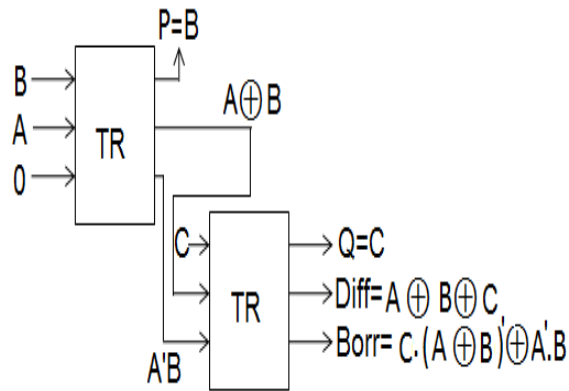 P=B
B
A ⊕ B
A
TR
0
C
Q=C
TR
Diff= A ⊕ B ⊕ C
Borr= C.(A ⊕ B)'⊕ A'.B
A'B